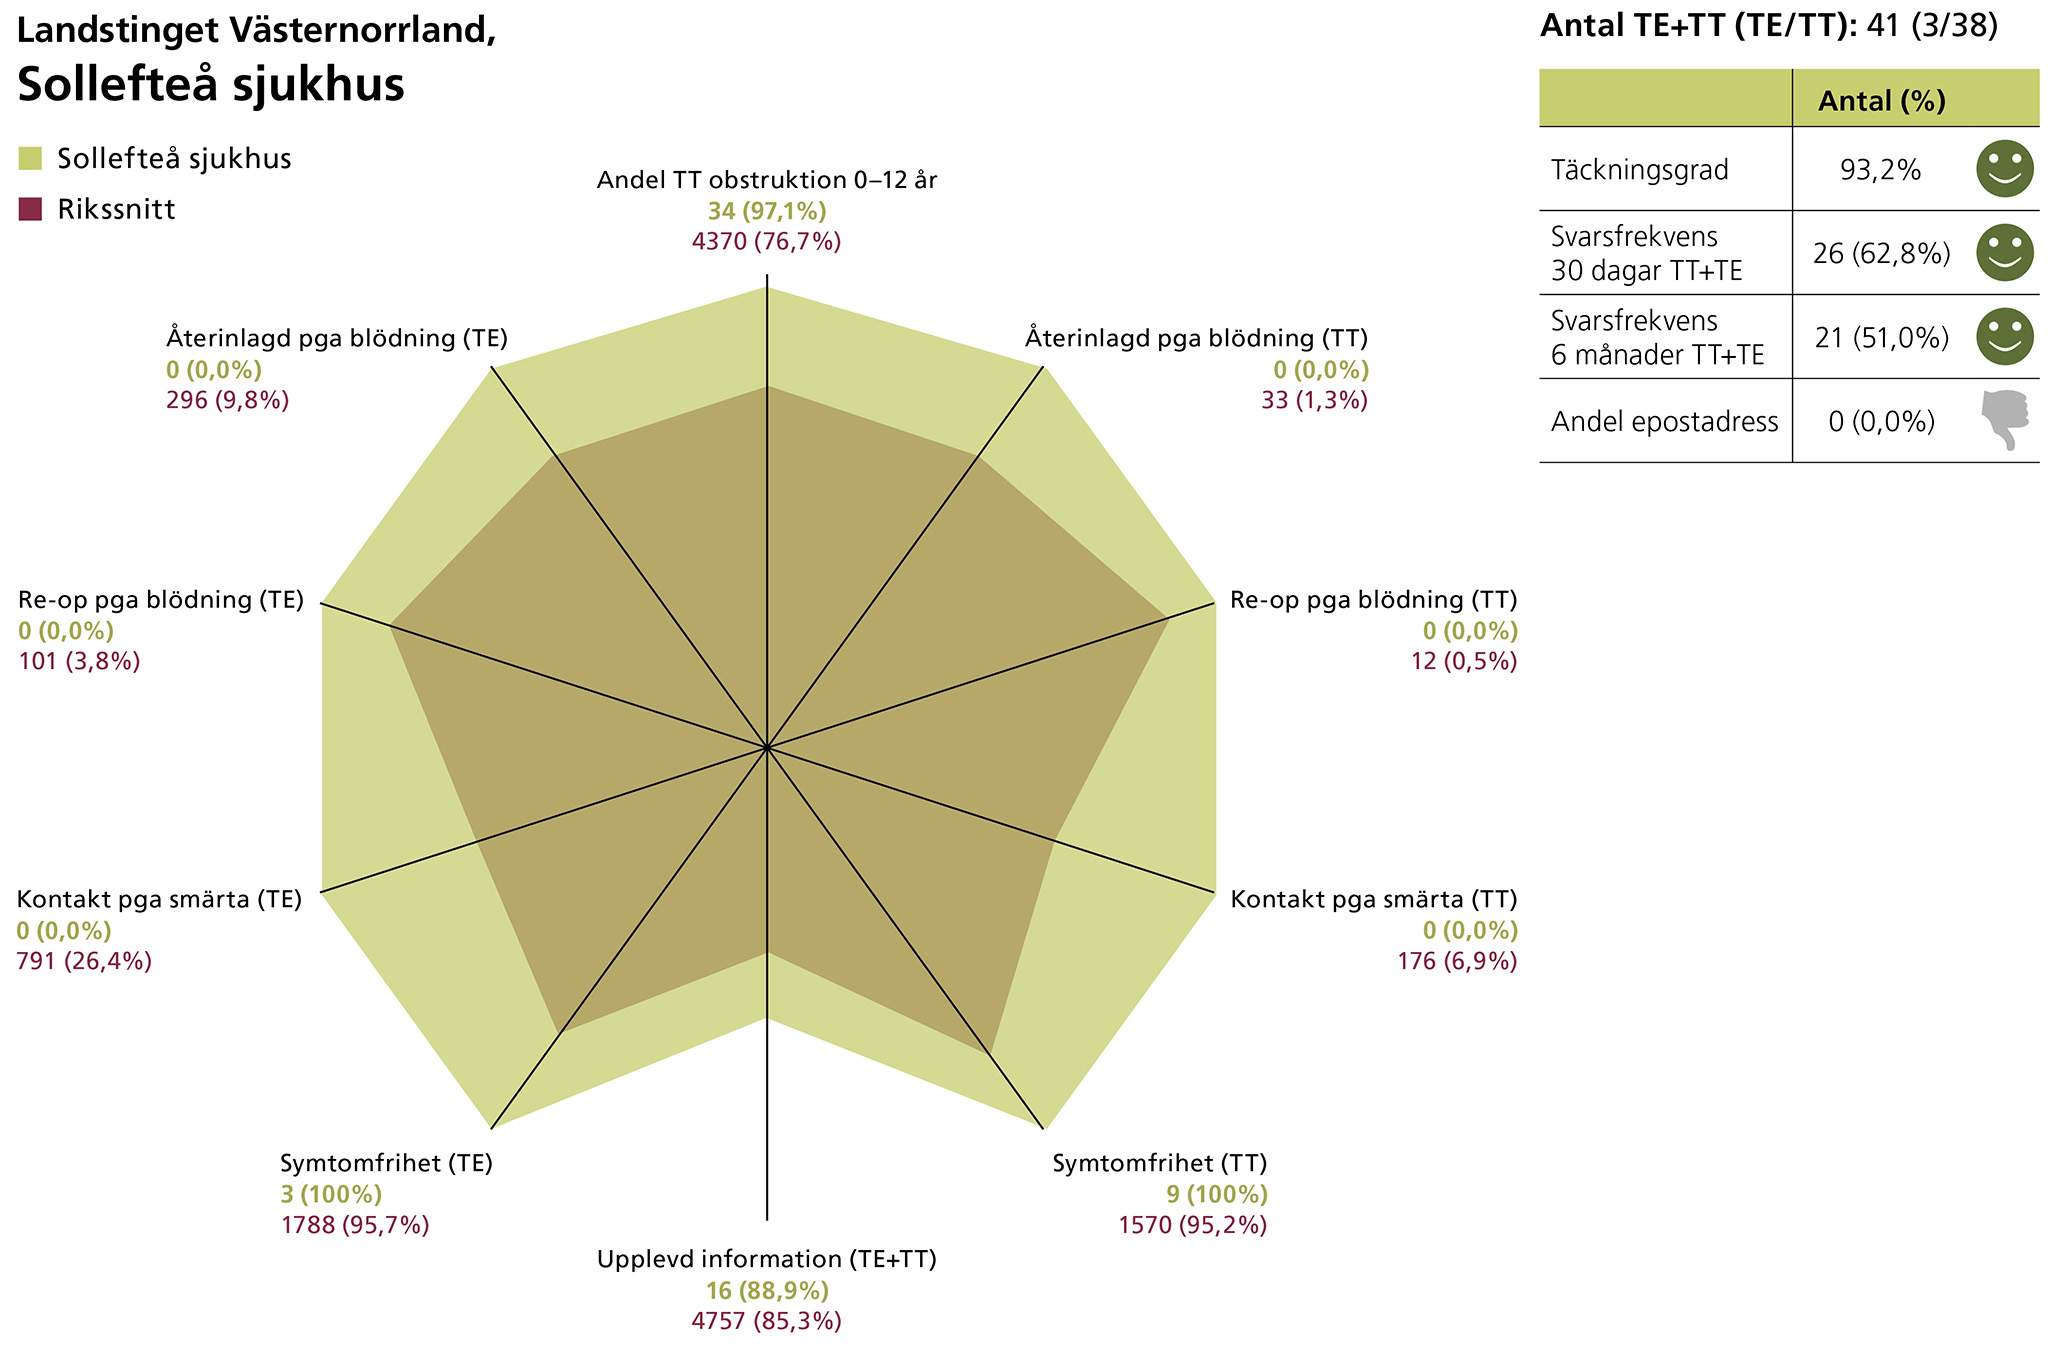 Landstinget Västernorrland,
Sollefteå sjukhus
Sollefteå sjukhus
Rikssnitt
Antal TE+TT (TE/TT): 41 (3/38)
Antal (%)
Täckningsgrad 93,2%
Svarsfrekvens
30 dagar TT+TE 26 (62,8%)
Svarsfrekvens
6 månader TT+TE 21 (51,0%)
Andel epostadress 0 (0,0%)
Andel TT obstruktion 0–12 år
34 (97,1%)
4370 (76,7%)
Återinlagd pga blödning (TE)
0 (0,0%)
296 (9,8%)
Återinlagd pga blödning (TT)
0 (0,0%)
33 (1,3%)
Re-op pga blödning (TE)
0 (0,0%)
101 (3,8%)
Re-op pga blödning (TT)
0 (0,0%)
12 (0,5%)
Kontakt pga smärta (TE)
0 (0,0%)
791 (26,4%)
Kontakt pga smärta (TT)
0 (0,0%)
176 (6,9%)
Symtomfrihet (TE)
3 (100%)
1788 (95,7%)
Symtomfrihet (TT)
9 (100%)
1570 (95,2%)
Upplevd information (TE+TT)
16 (88,9%)
4757 (85,3%)